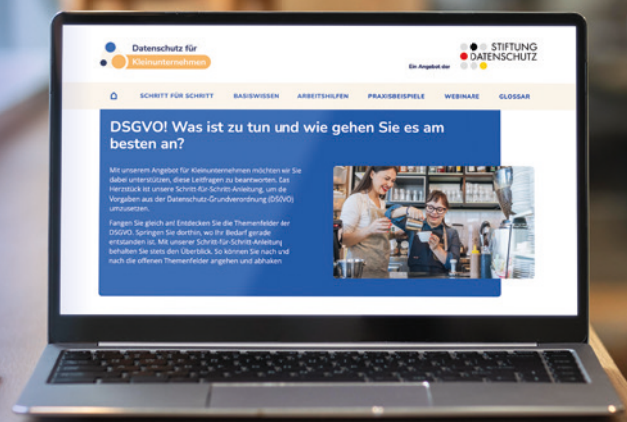 Datenschutz für
Kleinunternehmen
Ein Angebot der
STIFTUNG
DATENSCHUTZ
SCHRITT FÜR SCHRITT BASISWISSEN ARBEITSHILFEN PRAXISBEISPIELE WEBINARE GLOSSAR
DSGVO! Was ist zu tun und wie gehen Sie es am
besten an?
Mit unserem Angebot für Kleinunternehmen möchten wir Sie
dabei unterstützen, diese Leitfragen zu beantworten. Das
Herzstück ist unsere Schritt-für-Schritt-Anleitung, um die
Vorgaben aus der Datenschutz-Grundverordnung (DSGVO)
umzusetzen.
Fangen Sie gleich an! Entdecken Sie die Themenfelder der
DSGVO. Springen Sie dorthin, wo Ihr Bedarf gerade
entstanden ist. Mit unserer Schritt-für-Schritt-Anleitung
behalten Sie stets den Überblick. So können Sie nach und
nach die offenen Themenfelder angehen und abhaken